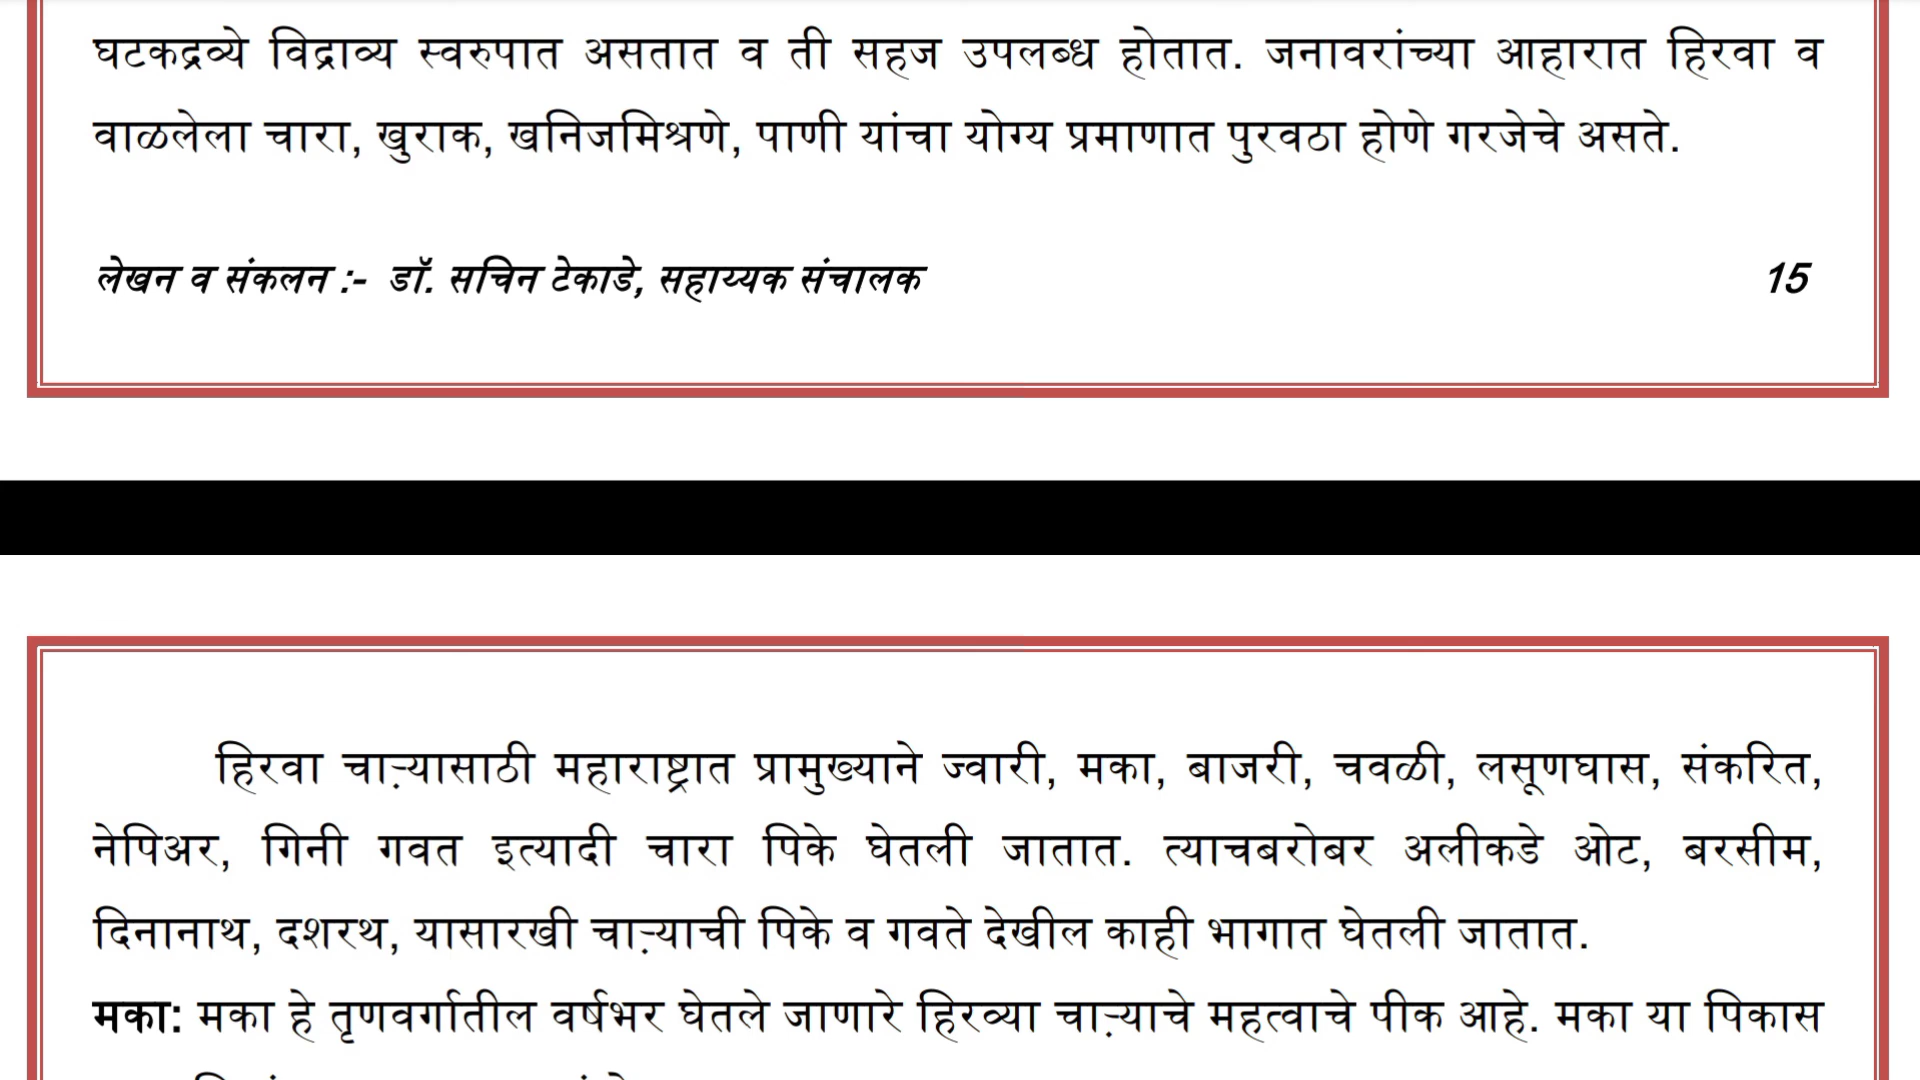 घटकद्रव्ये विद्राव्य स्वरुपात असतात व ती सहज उपलब्ध होतात. जनावरांच्या आहारात हिरवा व
वाळलेला चारा, खुराक, खनिजमिश्रणे, पाणी यांचा योग्य प्रमाणात पुरवठा होणे गरजेचे असते.
लेखन व संकलन :- डॉ. सचिन टेकाडे, सहाय्यक संचालक 15
हिरवा चाऱ्यासाठी महाराष्ट्रात प्रामुख्याने ज्वारी, मका, बाजरी, चवळी, लसूणघास, संकरित,
नेपिअर, गिनी गवत इत्यादी चारा पिके घेतली जातात. त्याचबरोबर अलीकडे ओट, बरसीम,
दिनानाथ, दशरथ, यासारखी चाऱ्याची पिके व गवते देखील काही भागात घेतली जातात.
मका: मका हे तृणवर्गातील वर्षभर घेतले जाणारे हिरव्या चाऱ्याचे महत्वाचे पीक आहे. मका या पिकास